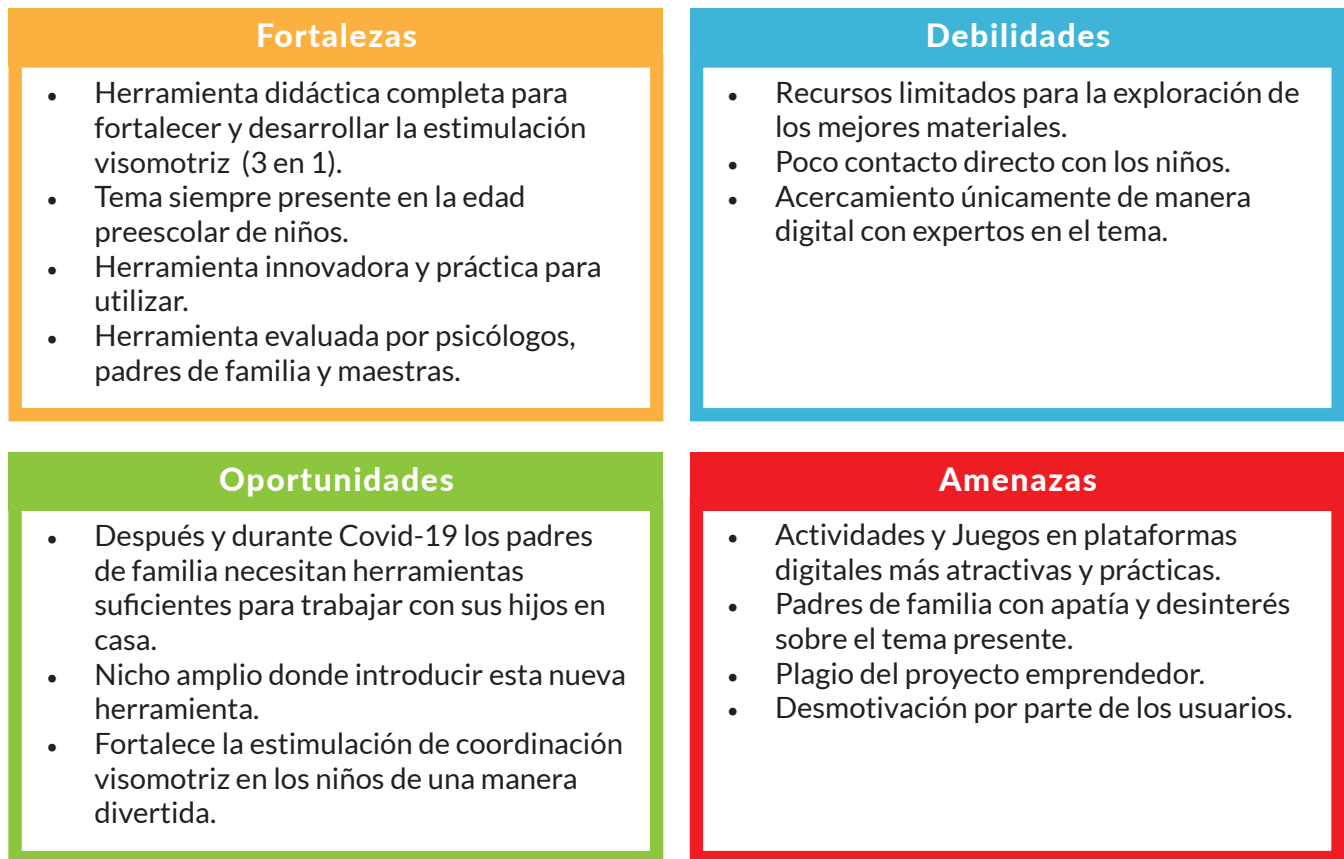 Fortalezas
• Herramienta didáctica completa para
fortalecer y desarrollar la estimulación
visomotriz (3 en 1).
• Tema siempre presente en la edad
preescolar de niños.
• Herramienta innovadora y práctica para
utilizar.
• Herramienta evaluada por psicólogos,
padres de familia y maestras.
Debilidades
• Recursos limitados para la exploración de
los mejores materiales.
• Poco contacto directo con los niños.
• Acercamiento únicamente de manera
digital con expertos en el tema.
Oportunidades
• Después y durante Covid-19 los padres
de familia necesitan herramientas
suficientes para trabajar con sus hijos en
casa.
• Nicho amplio donde introducir esta nueva
herramienta.
• Fortalece la estimulación de coordinación
visomotriz en los niños de una manera
divertida.
Amenazas
• Actividades y Juegos en plataformas
digitales más atractivas y prácticas.
• Padres de familia con apatía y desinterés
sobre el tema presente.
• Plagio del proyecto emprendedor.
• Desmotivación por parte de los usuarios.